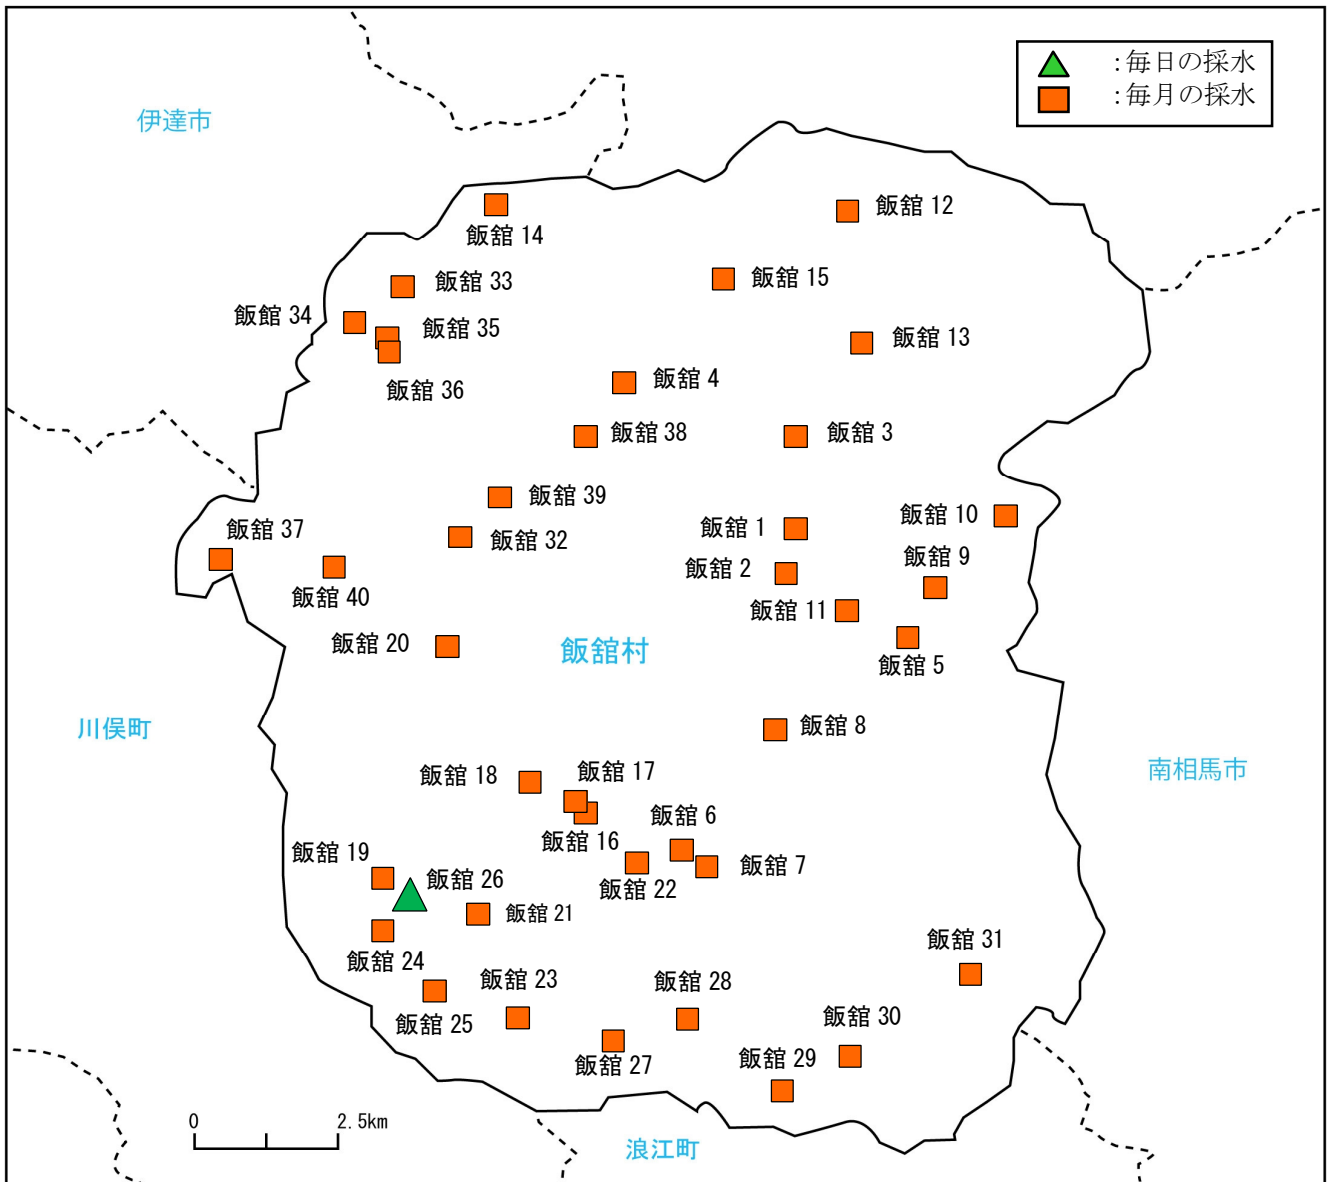 ：毎日の採水
：毎月の採水
伊達市
飯舘 12
飯舘 14
飯舘 33
飯舘 15
飯館 34
飯舘 35
飯舘 13
飯舘 36
飯舘 4
飯舘 38
飯舘 3
飯舘 39
飯舘 10
飯舘 37
飯舘 32
飯舘 1
飯舘 9
飯舘 2
飯舘 40
飯舘 11
飯舘 20
飯舘村
飯舘 5
川俣町
飯舘 8
南相馬市
飯舘 18
飯舘 17
飯舘 6
飯舘 16
飯舘 19
飯舘 7
飯舘 26
飯舘 22
飯舘 21
飯舘 31
飯舘 24
飯舘 23
飯舘 28
飯舘 25
飯舘 30
飯舘 27
飯舘 29
0
2.5km
浪江町